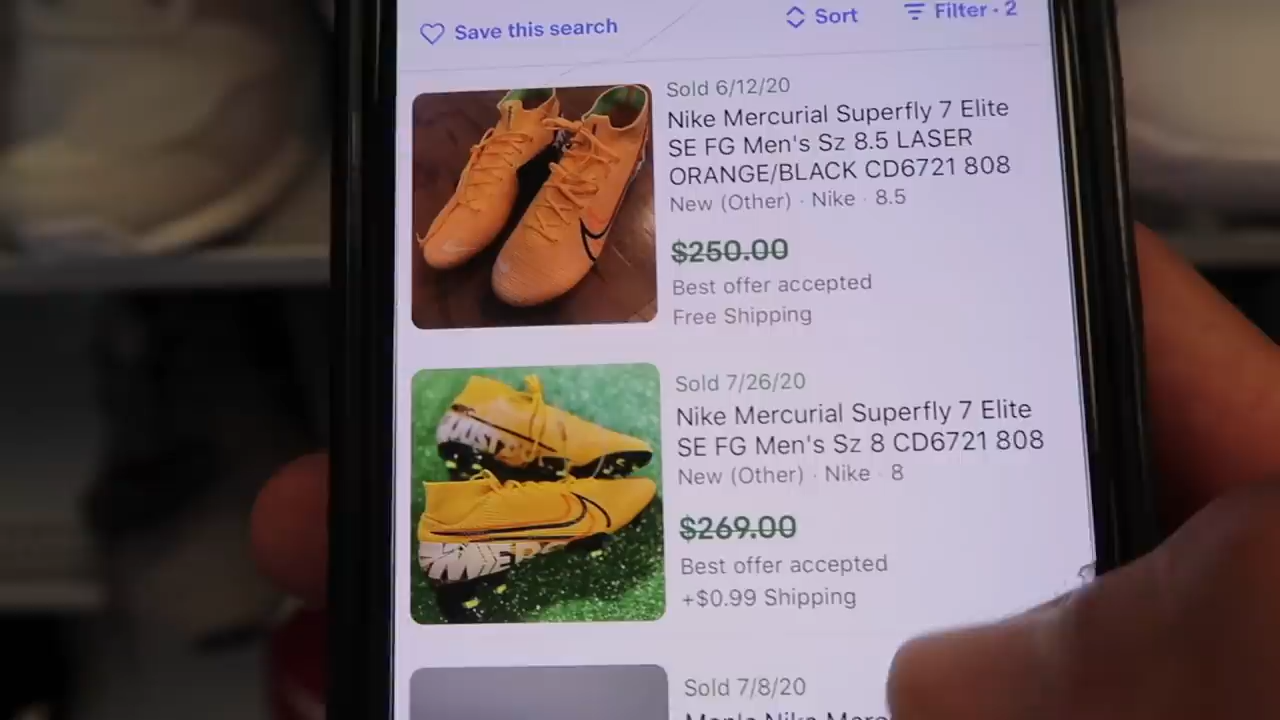 Save this search
Sort
Filter • 2
Sold 6/12/20
Nike Mercurial Superfly 7 Elite
SE FG Men's Sz 8.5 LASER
ORANGE/BLACK CD6721 808
New (Other) · Nike · 8.5
$250.00
Best offer accepted
Free Shipping
Sold 7/26/20
Nike Mercurial Superfly 7 Elite
SE FG Men's Sz 8 CD6721 808
New (Other) · Nike · 8
$269.00
Best offer accepted
+$0.99 Shipping
Sold 7/8/20